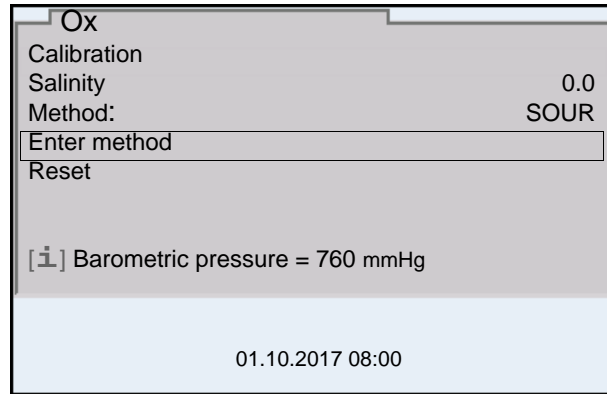 Ox
Calibration
Salinity 0.0
Method: SOUR
Enter method
Reset
[i] Barometric pressure = 760 mmHg
01.10.2017 08:00